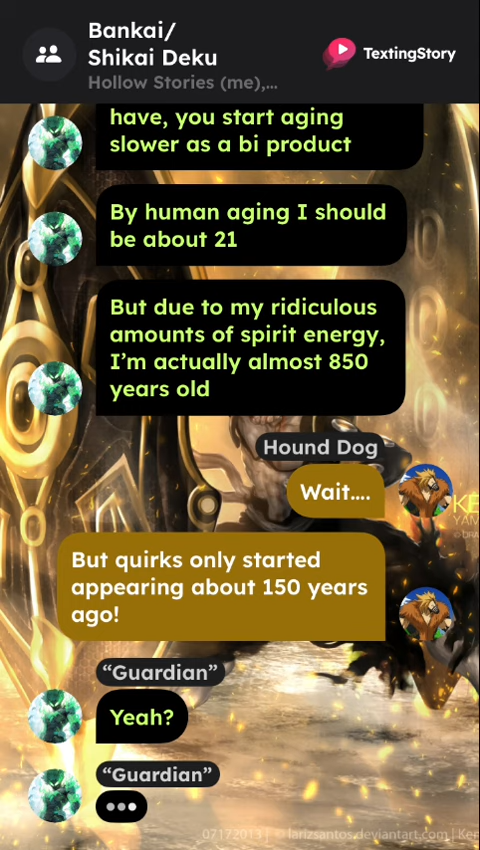 Bankai/
Shikai Deku
Hollow Stories (me),...
TextingStory
have, you start aging
slower as a bi product
By human aging I should
be about 21
But due to my ridiculous
amounts of spirit energy,
I’m actually almost 850
years old
Hound Dog
Wait....
But quirks only started
appearing about 150 years
ago!
“Guardian”
Yeah?
“Guardian”
07172013 | © larizsantos.deviantart.com | Ken